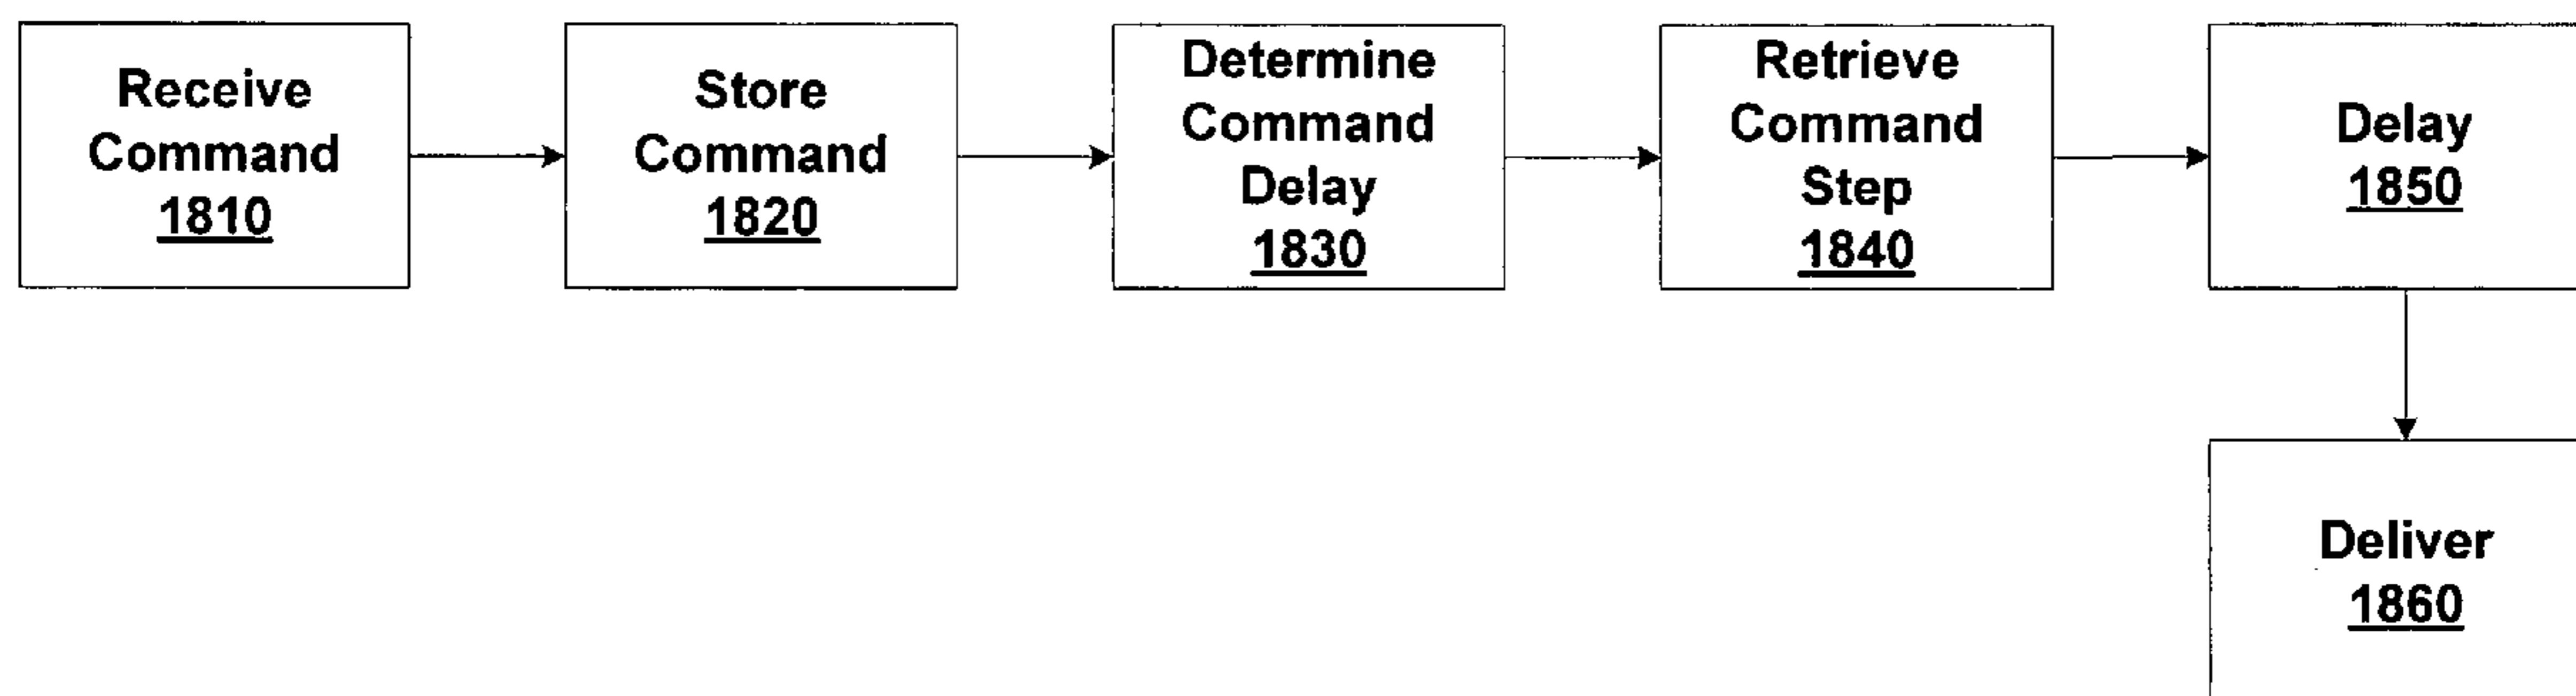 Receive
Command
1810
Store
Command
1820
Determine
Command
Delay
1830
Retrieve
Command
Step
1840
Delay
1850
Deliver
1860